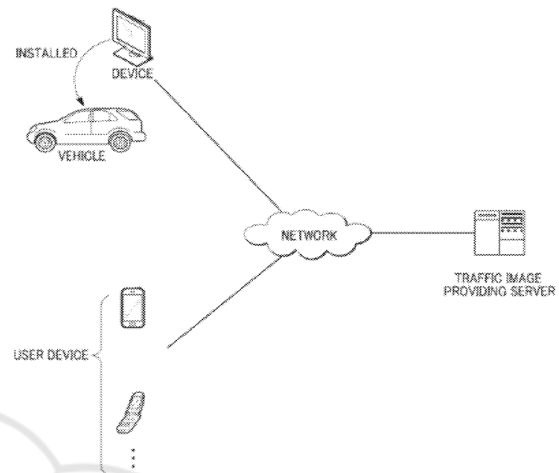 INSTALLED
DEVICE
VEHICLE
NETWORK
TRAFFIC IMAGE
PROVIDING SERVER
USER DEVICE